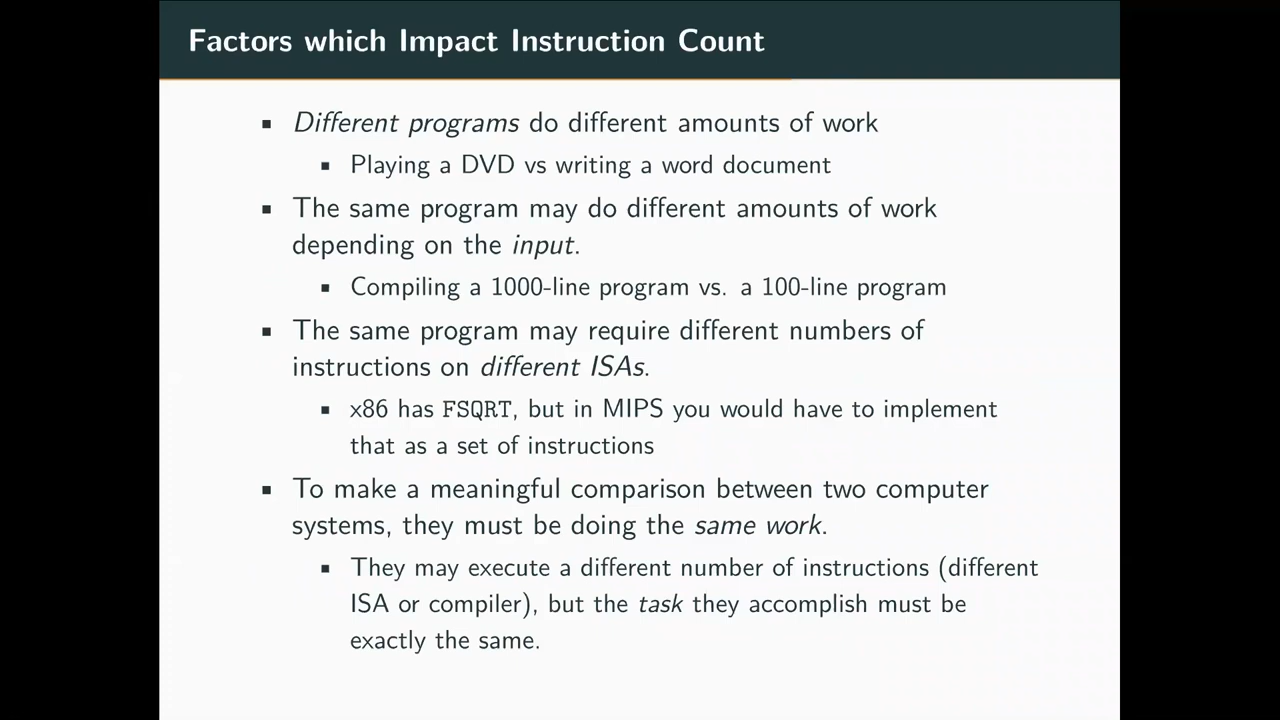 Factors which Impact Instruction Count
▪ Different programs do different amounts of work
▪ Playing a DVD vs writing a word document
▪ The same program may do different amounts of work
depending on the input.
▪ Compiling a 1000-line program vs. a 100-line program
▪ The same program may require different numbers of
instructions on different ISAs.
▪ x86 has FSQRT, but in MIPS you would have to implement
that as a set of instructions
▪ To make a meaningful comparison between two computer
systems, they must be doing the same work.
▪ They may execute a different number of instructions (different
ISA or compiler), but the task they accomplish must be
exactly the same.